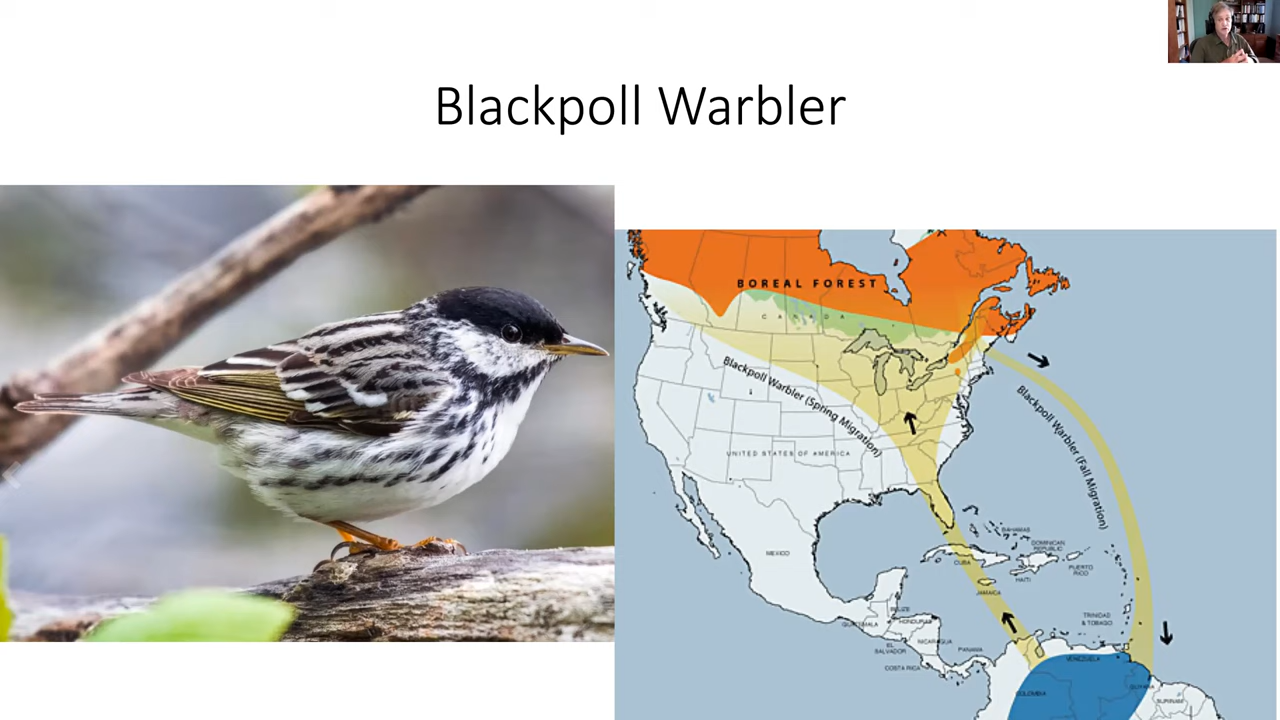 Blackpoll Warbler
BOREAL FOREST
CANADA
Blackpoll Warbler (Spring Migration)
Blackpoll Warbler (Fall Migration)
UNITED STATES OF AMERICA
BAHAMAS
MEXICO
DOMINICAN
REPUBLIC
CUBA
PUERTO
RICO
HAITI
JAMAICA
BELIZE
GUATEMALA
HONDURAS
TRINIDAD
& TOBAGO
NICARAGUA
EL
SALVADOR
PANAMA
COSTA RICA
VENEZUELA
GUYANA
COLOMBIA
SURINAM